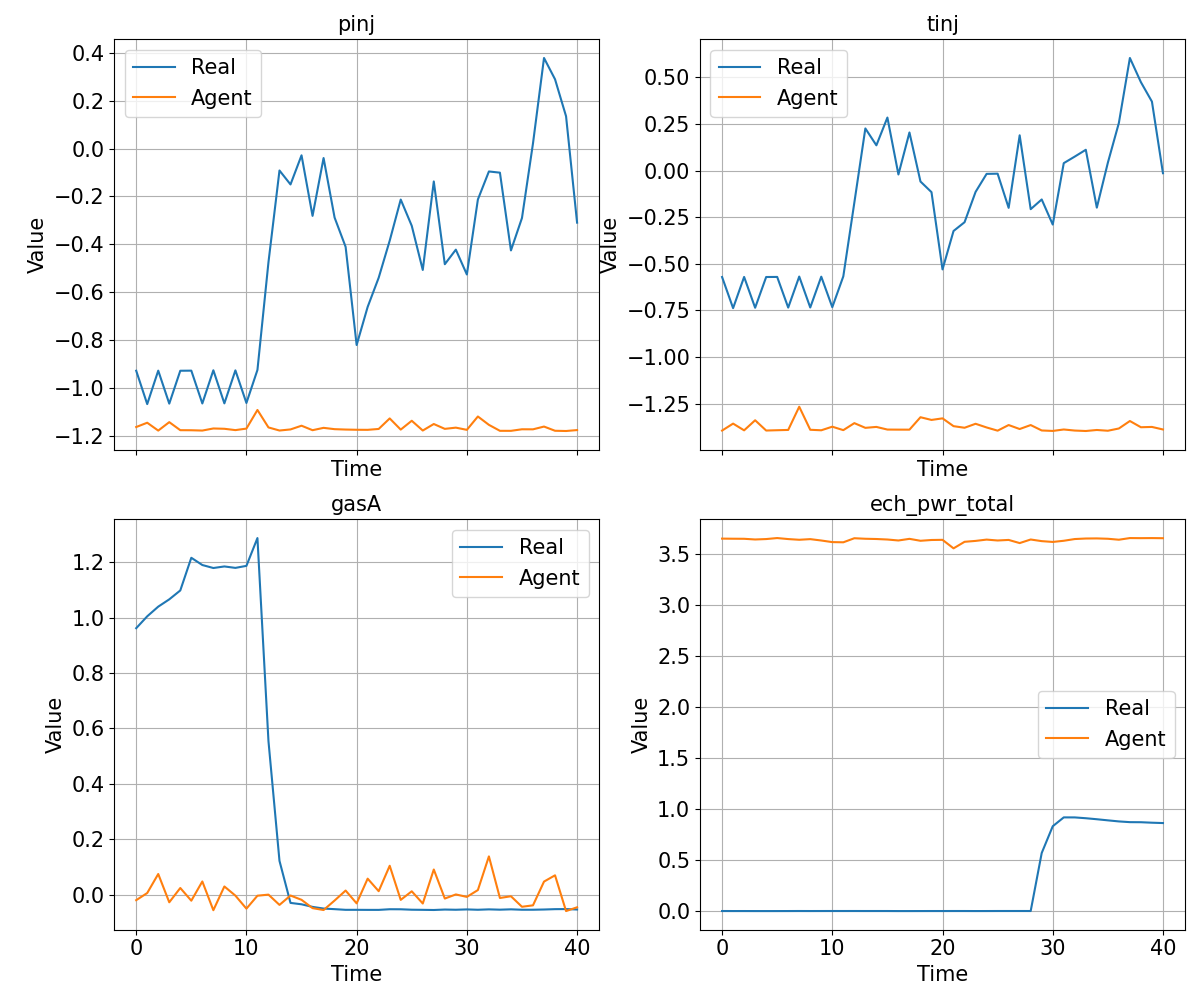 pinj
0.4
0.2
0.0
−0.2
−0.4
−0.6
−0.8
−1.0
−1.2
Value
Time
Real
Agent
tinj
0.50
0.25
0.00
−0.25
−0.50
−0.75
−1.00
−1.25
Value
Time
Real
Agent
gasA
1.2
1.0
0.8
0.6
0.4
0.2
0.0
Value
0 10 20 30 40
Time
Real
Agent
ech_pwr_total
3.5
3.0
2.5
2.0
1.5
1.0
0.5
0.0
Value
0 10 20 30 40
Time
Real
Agent